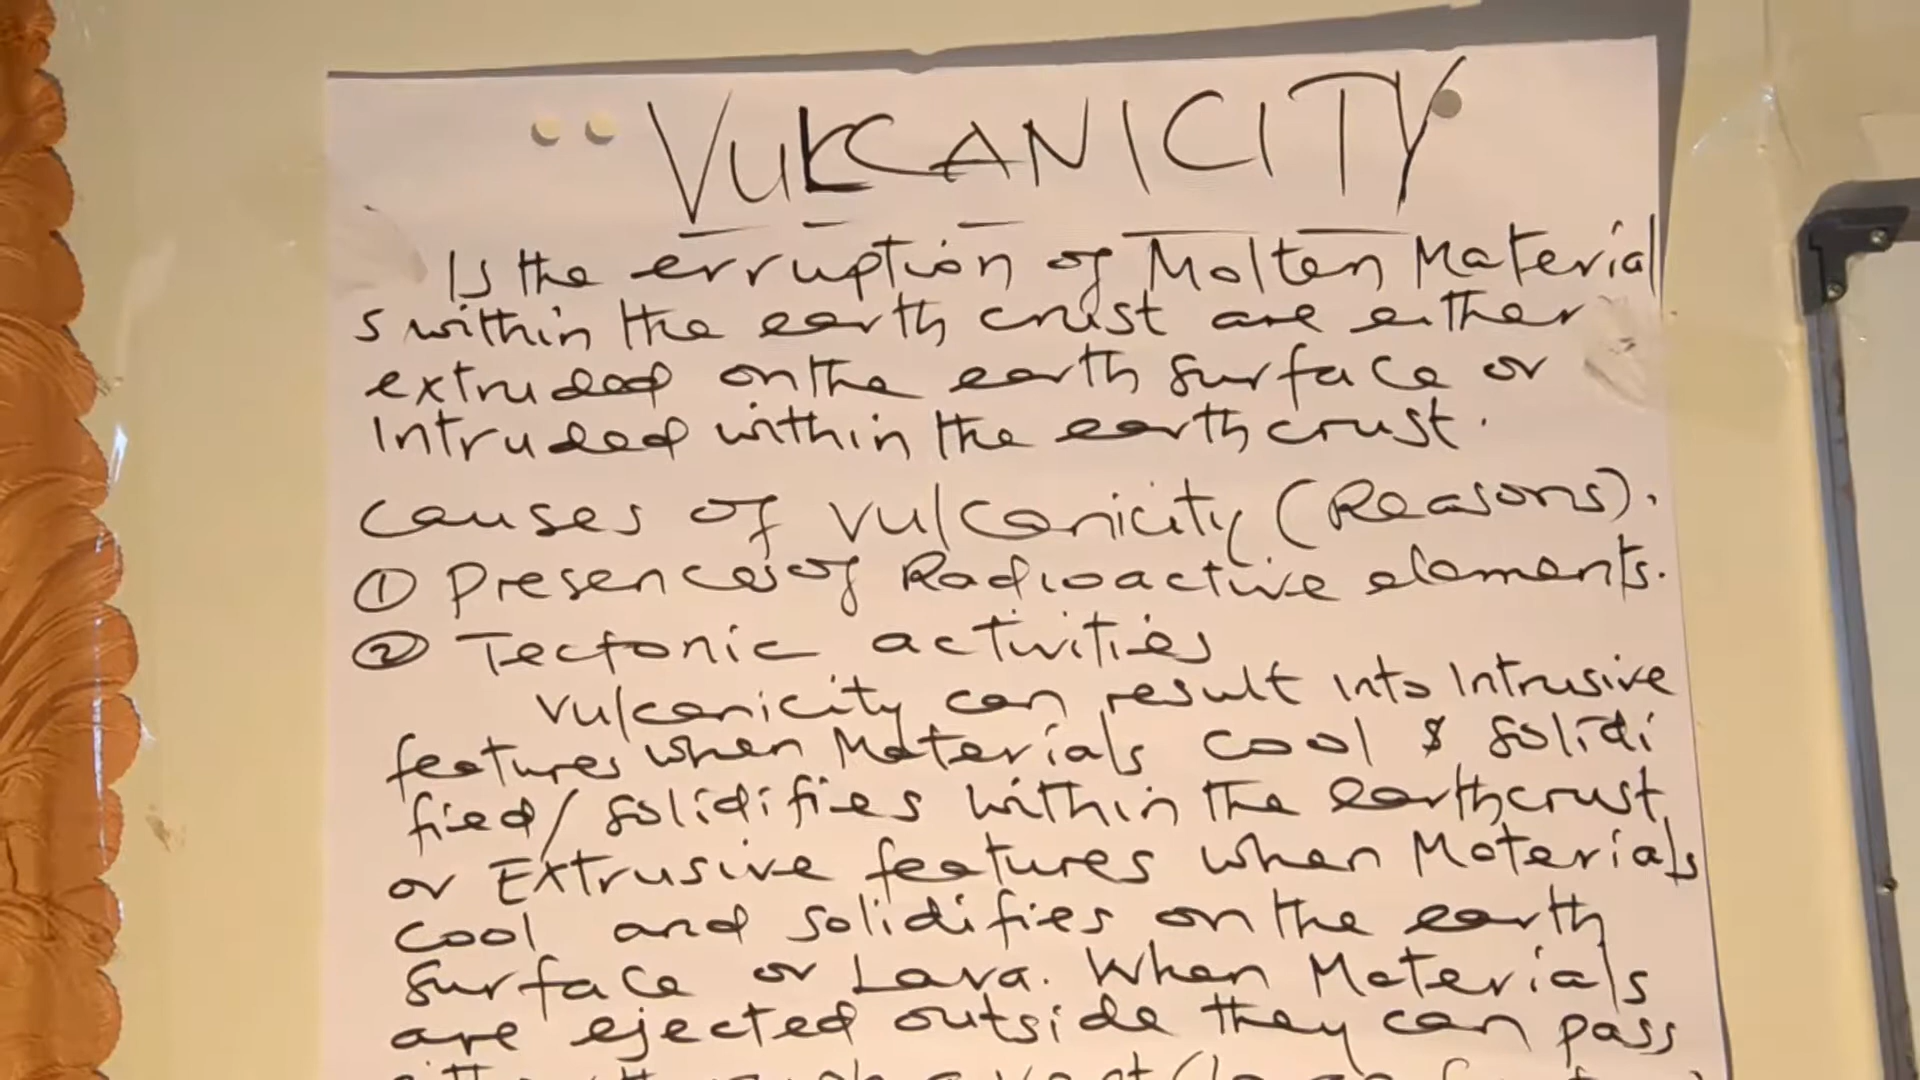 VULCANICITY
Is the erruption of Molten Material
s within the earth crust are either
extruded on the earth surface or
Intruded within the earth crust.
Causes of vulcanicity (Reasons).
① Presences of Radioactive elements.
② Tectonic activities
Vulcanicity can result into Intrusive
features when Materials cool & solidi
fied/solidifies within the earthcrust
or Extrusive features when Materials
cool and solidifies on the earth
surface or Lava. When Materials
are ejected outside they can pass